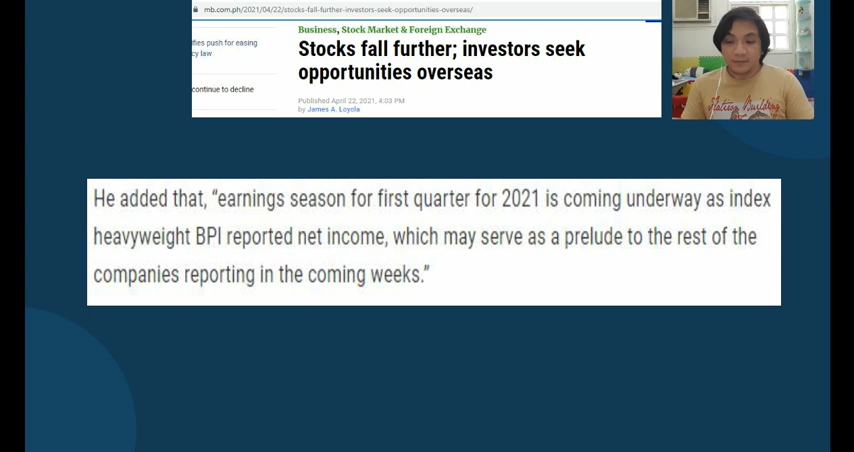 mb.com.ph/2021/04/22/stocks-fall-further-investors-seek-opportunities-overseas/
Business, Stock Market & Foreign Exchange
ifies push for easing
cy law
Stocks fall further; investors seek
opportunities overseas
continue to decline
Published April 22, 2021, 4:03 PM
by James A. Loyola
He added that, “earnings season for first quarter for 2021 is coming underway as index
heavyweight BPI reported net income, which may serve as a prelude to the rest of the
companies reporting in the coming weeks.”